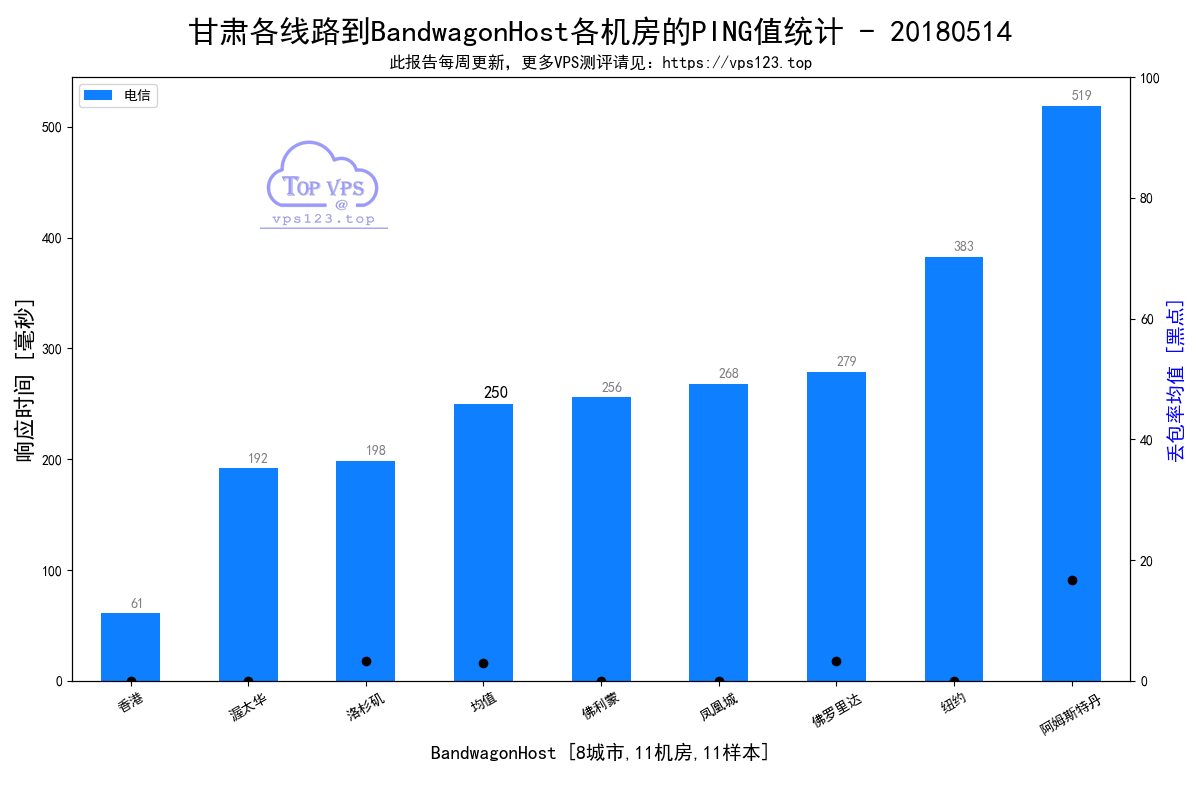 甘肃各线路到BandwagonHost各机房的PING值统计 - 20180514
此报告每周更新，更多VPS测评请见：https://vps123.top
电信
TOP VPS
@
vps123.top
响应时间 [毫秒]
500
400
300
200
100
0
61
192
198
250
256
268
279
383
519
100
80
60
40
20
0
丢包率均值 [黑点]
香港
渥太华
洛杉矶
均值
佛利蒙
凤凰城
佛罗里达
纽约
阿姆斯特丹
BandwagonHost [8城市,11机房,11样本]